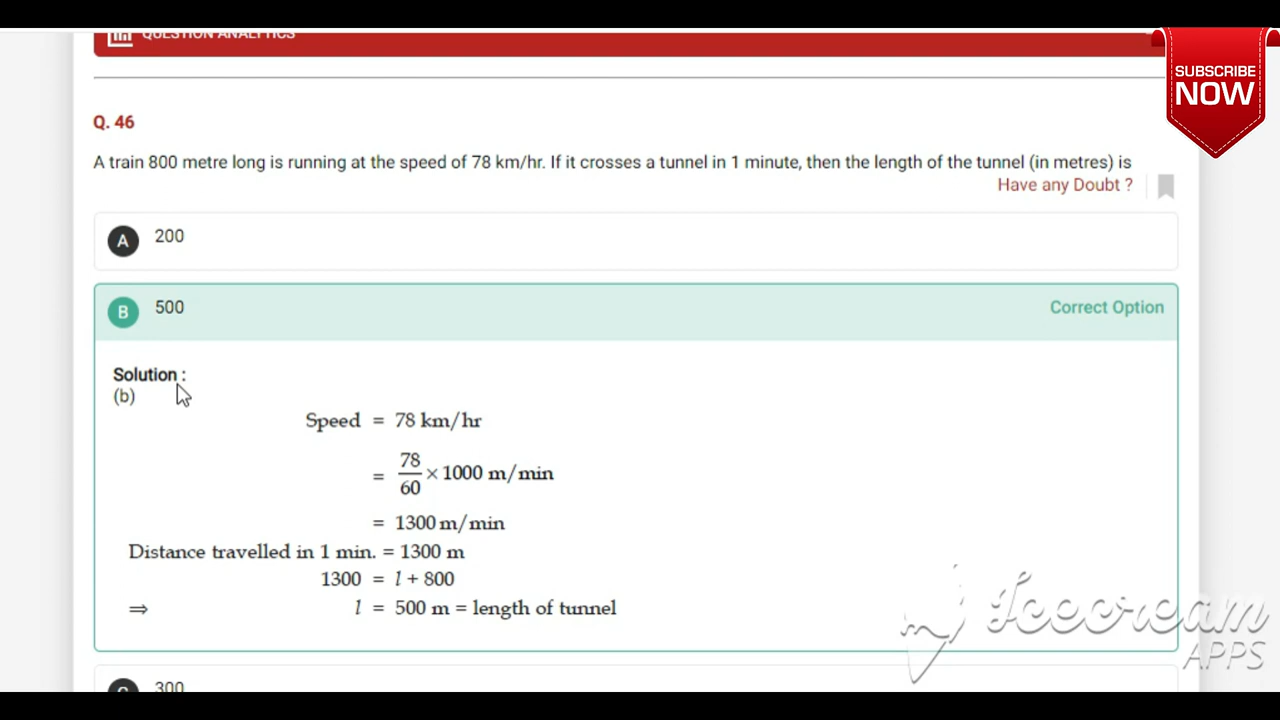 QUESTION ANALYTICS
SUBSCRIBE
NOW
Q. 46
A train 800 metre long is running at the speed of 78 km/hr. If it crosses a tunnel in 1 minute, then the length of the tunnel (in metres) is
Have any Doubt ?
A 200
B 500 Correct Option
Solution :
(b)
Speed = 78 km/hr
= 78/60 × 1000 m/min
= 1300 m/min
Distance travelled in 1 min. = 1300 m
1300 = l + 800
⇒ l = 500 m = length of tunnel
Icecream
APPS
C 300